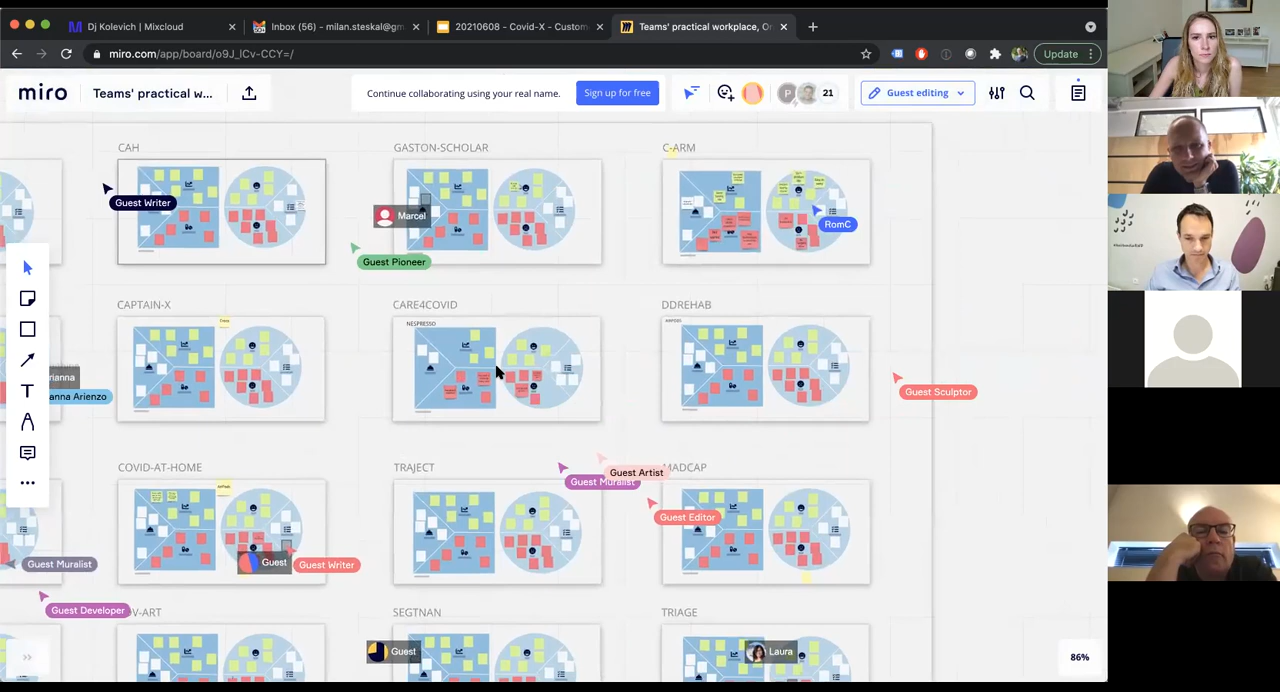 Dj Kolevich | Mixcloud
Inbox (56) – milan.steskal@gm
20210608 – Covid-X - Custom
Teams' practical workplace, On
miro.com/app/board/o9J_lCv-CCY=/
Update
miro
Teams' practical w...
Continue collaborating using your real name.
Sign up for free
P
21
Guest editing
CAH
GASTON-SCHOLAR
C-ARM
Guest Writer
Marcel
RomC
Guest Pioneer
CAPTAIN-X
CARE4COVID
DDREHAB
NESPRESSO
rianna
anna Arienzo
Guest Sculptor
COVID-AT-HOME
TRAJECT
MADCAP
Guest Artist
Guest Muralist
Guest Editor
Guest Muralist
Guest
Guest Writer
Guest Developer
V-ART
SEGTNAN
TRIAGE
Guest
Laura
86%